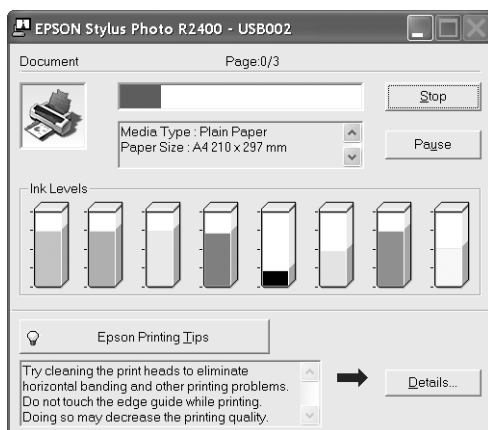 EPSON Stylus Photo R2400 - USB002
Document Page:0/3
Stop
Media Type : Plain Paper
Paper Size : A4 210 x 297 mm
Pause
Ink Levels
Epson Printing Tips
Try cleaning the print heads to eliminate
horizontal banding and other printing problems.
Do not touch the edge guide while printing.
Doing so may decrease the printing quality.
Details...